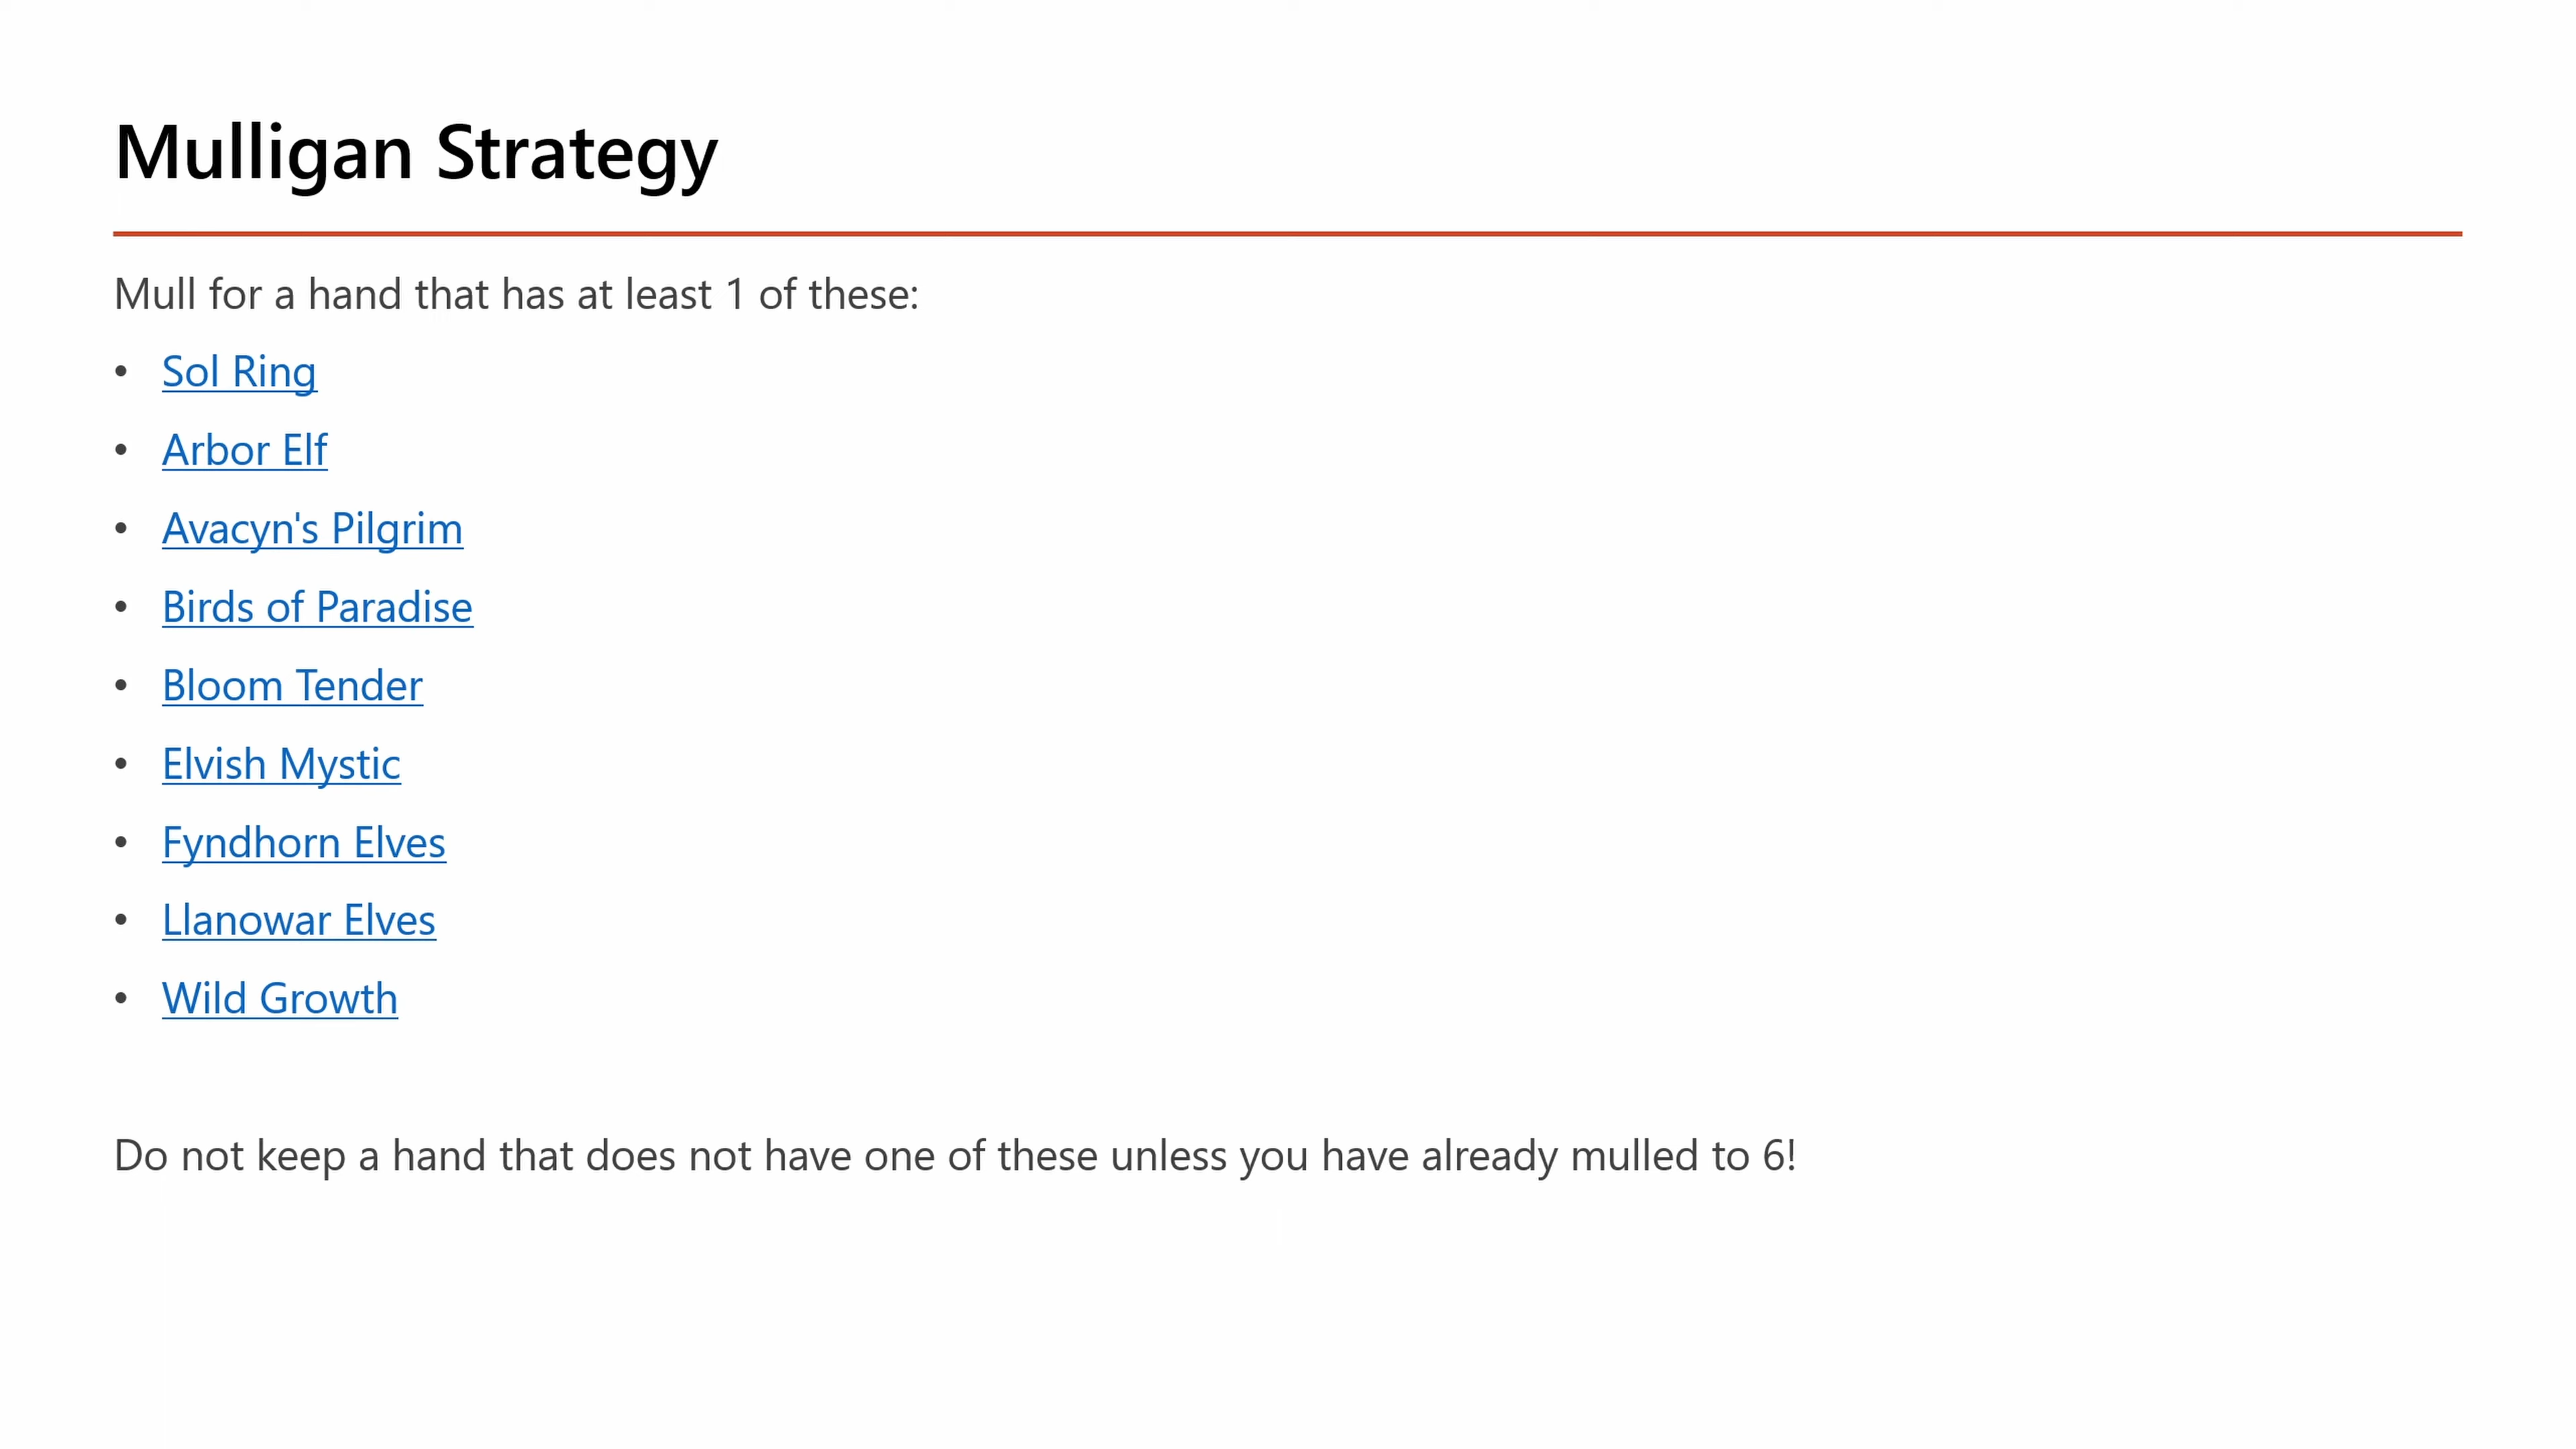 Mulligan Strategy
Mull for a hand that has at least 1 of these:
• Sol Ring
• Arbor Elf
• Avacyn's Pilgrim
• Birds of Paradise
• Bloom Tender
• Elvish Mystic
• Fyndhorn Elves
• Llanowar Elves
• Wild Growth
Do not keep a hand that does not have one of these unless you have already mulled to 6!